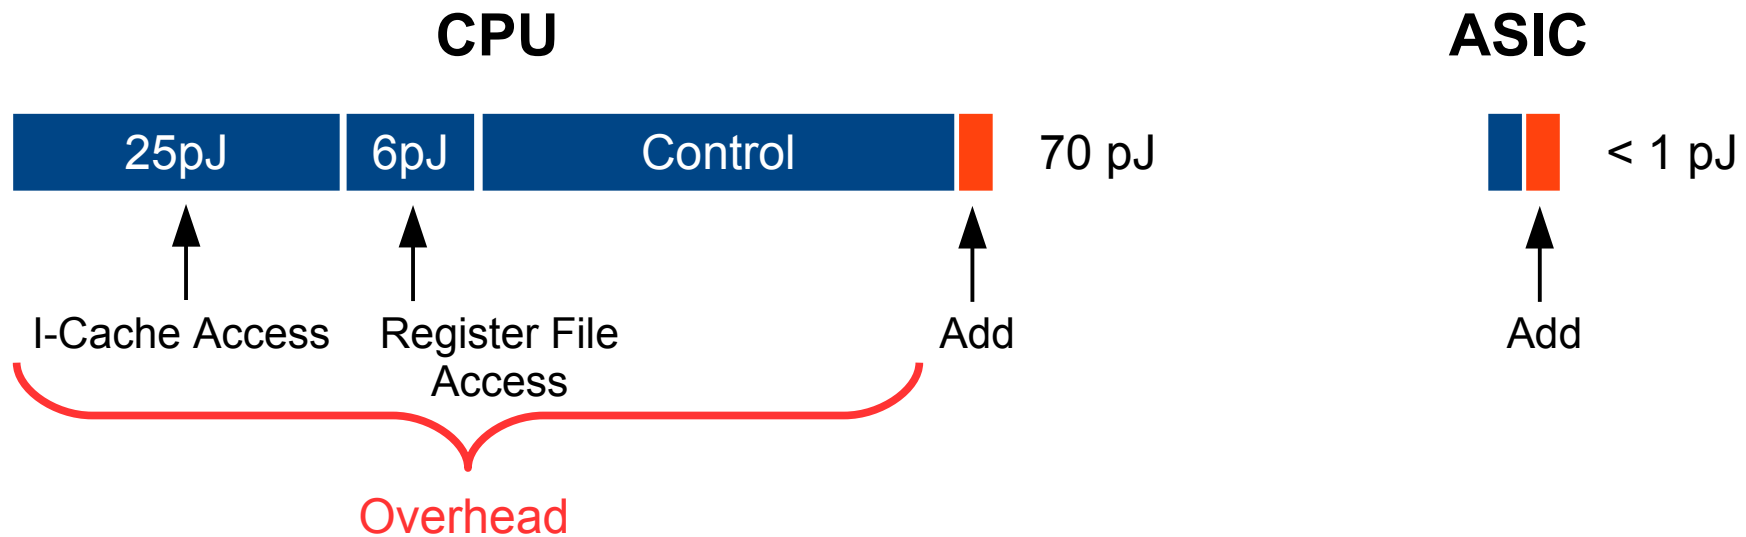 CPU
ASIC
25pJ
6pJ
Control
70 pJ
< 1 pJ
I-Cache Access
Register File
Access
Add
Add
Overhead